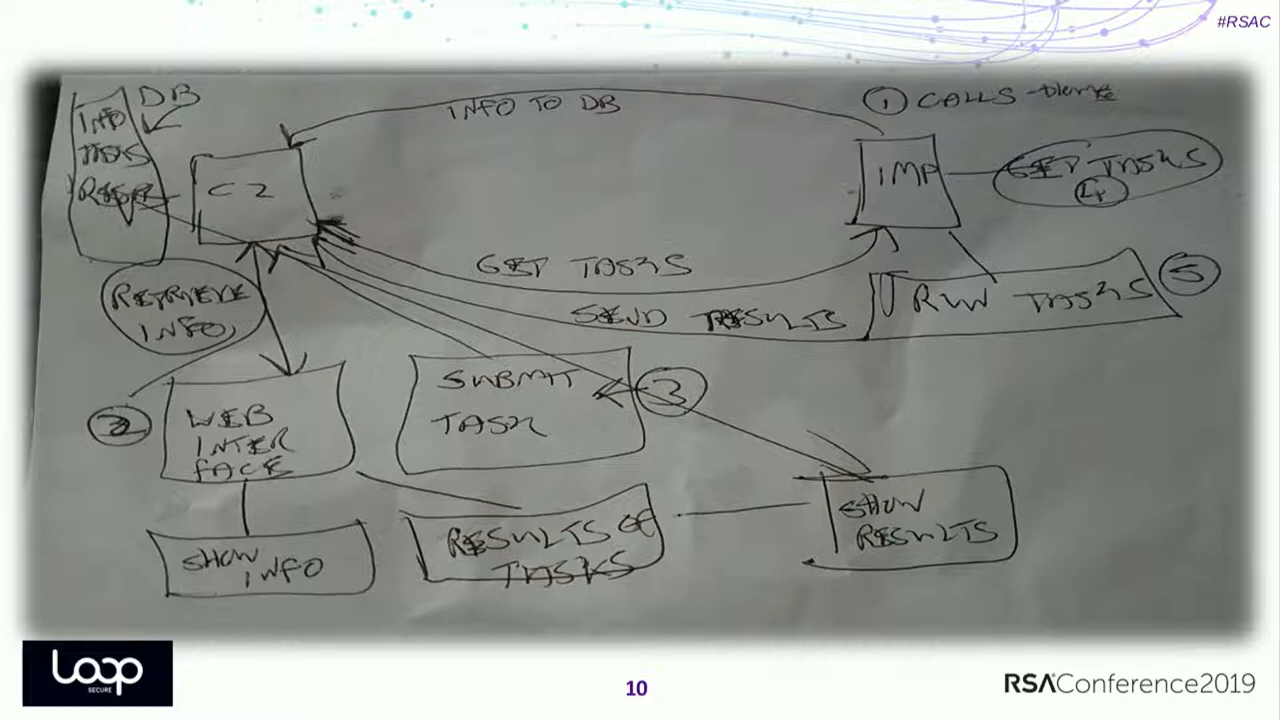 #RSAC
DB
INFO
TASKS
INFO TO DB
① CALLS
C2
IMP
GET TASKS
④
GET TASKS
SEND RESULTS
RUN TASKS
⑤
RETRIEVE
INFO
②
WEB
INTER
FACE
SUBMIT
TASK
③
SHOW
INFO
RESULTS OF
TASKS
SHOW
RESULTS
LOOP
SECURE
10
RSAConference2019